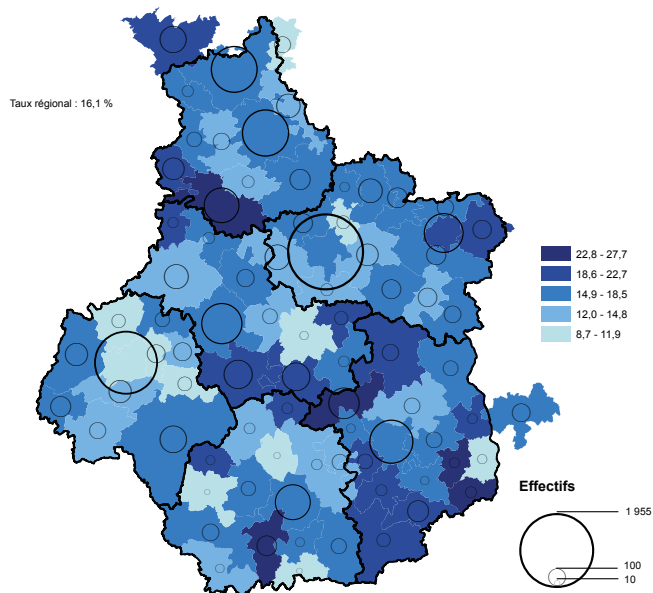 Taux régional : 16,1 %
22,8 - 27,7
18,6 - 22,7
14,9 - 18,5
12,0 - 14,8
8,7 - 11,9
Effectifs
1 955
100
10